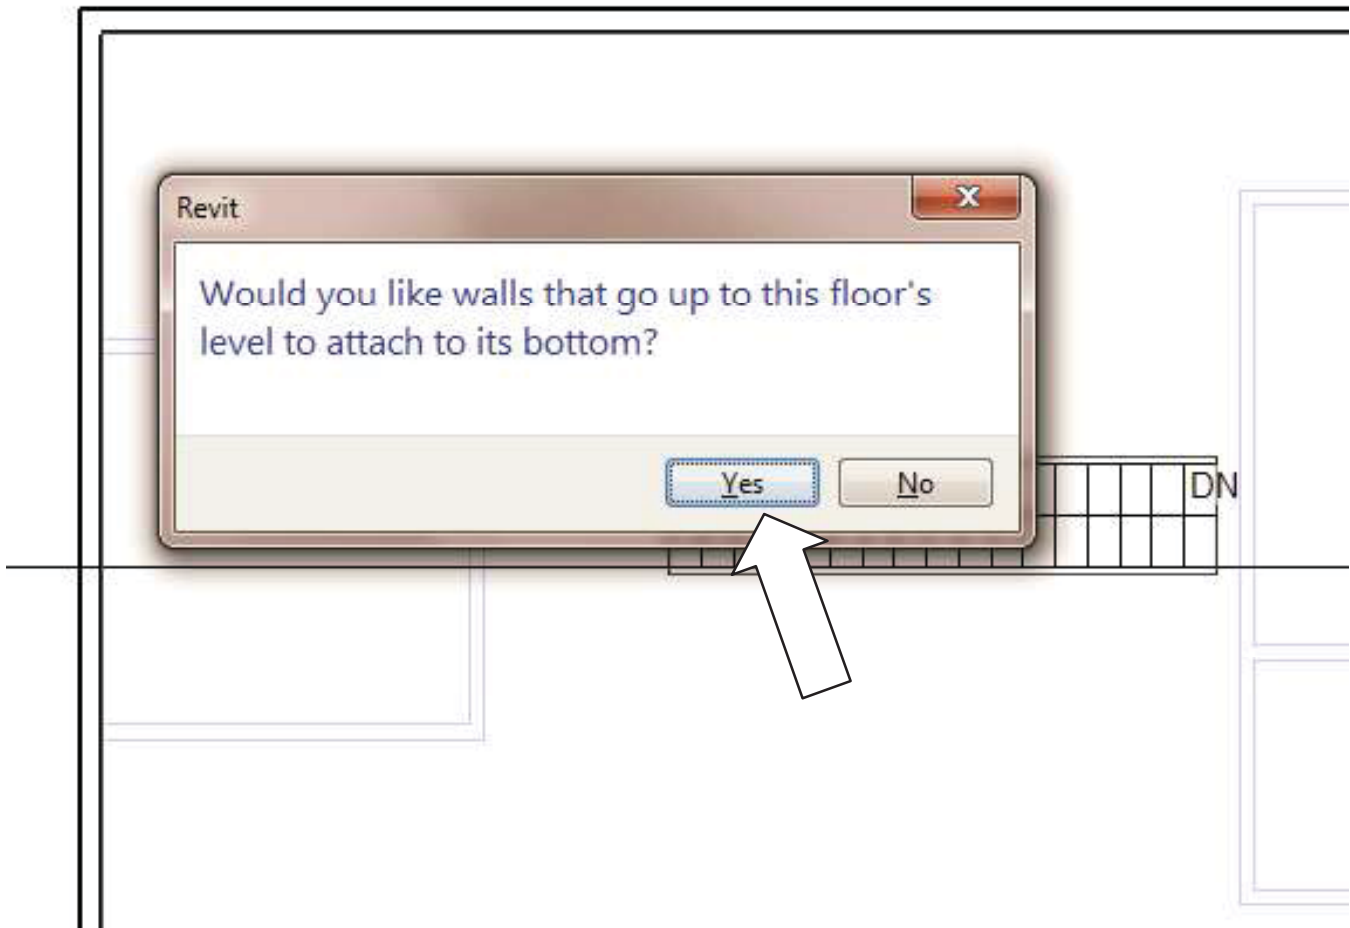 Revit
X
Would you like walls that go up to this floor's
level to attach to its bottom?
Yes
No
DN